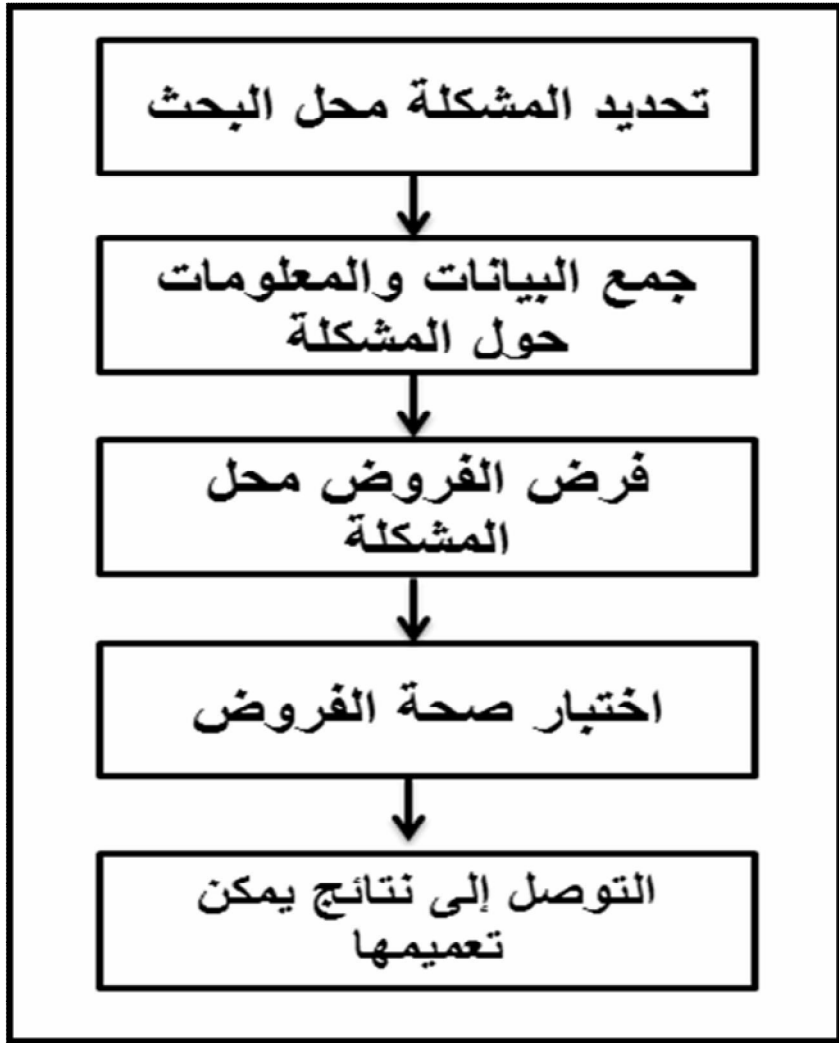 تحديد المشكلة محل البحث
جمع البيانات والمعلومات
حول المشكلة
فرض الفروض محل
المشكلة
اختبار صحة الفروض
التوصل إلى نتائج يمكن
تعميمها